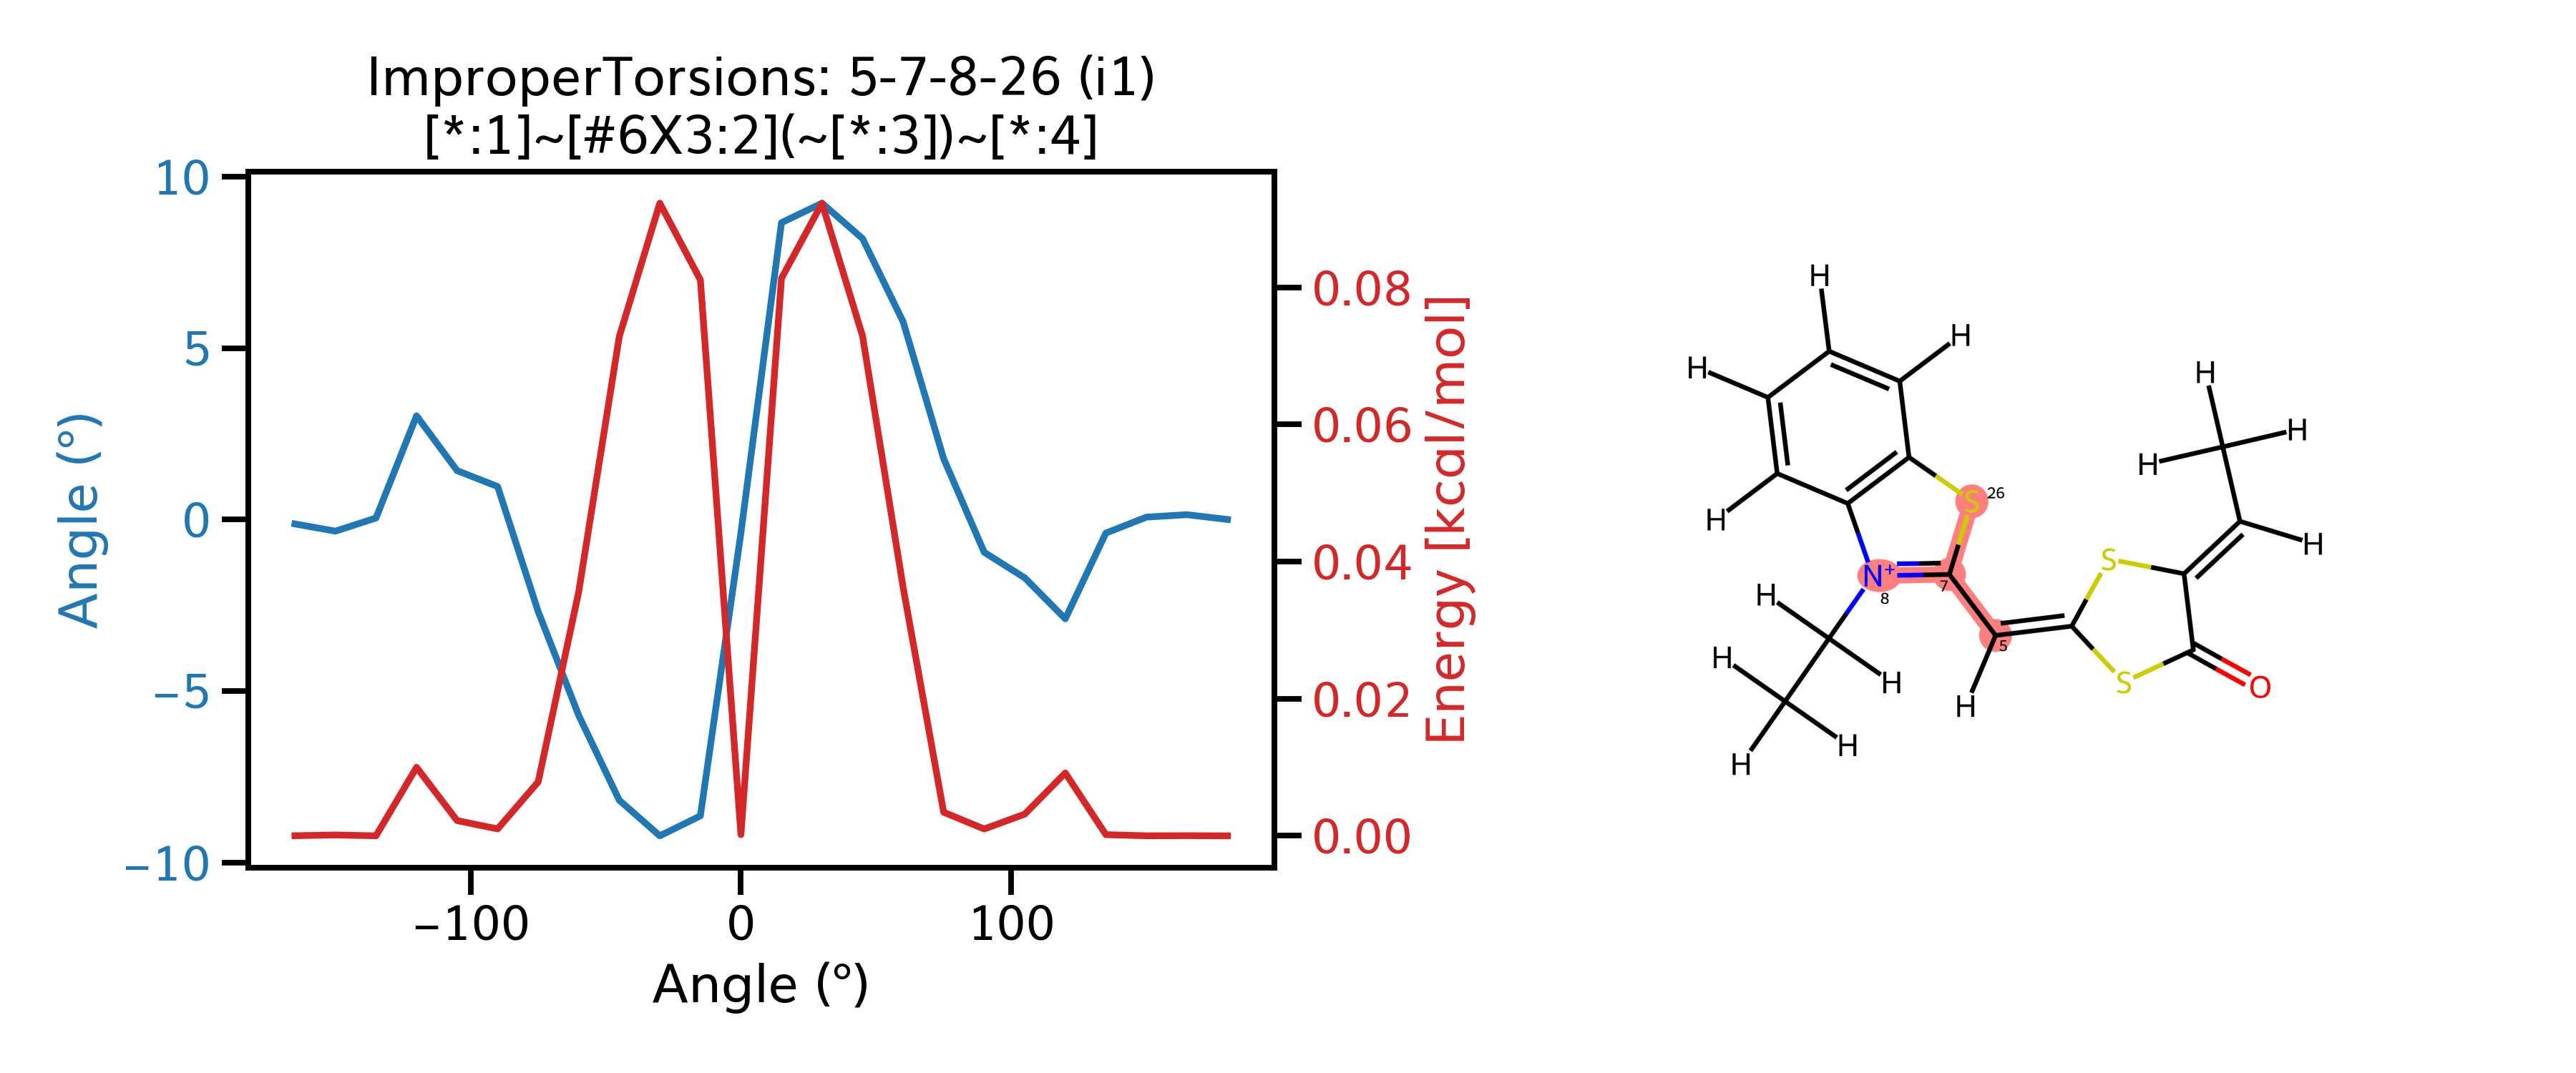 ImproperTorsions: 5-7-8-26 (i1)
[*:1]~[#6X3:2](~[*:3])~[*:4]
10
5
0
−5
−10
Angle (°)
−100
0
100
Angle (°)
0.08
0.06
0.04
0.02
0.00
Energy [kcal/mol]
H
H
H
H
H
H
H
H
S 26
S
N+
8
7
5
H
H
H
H
H
H
S
O